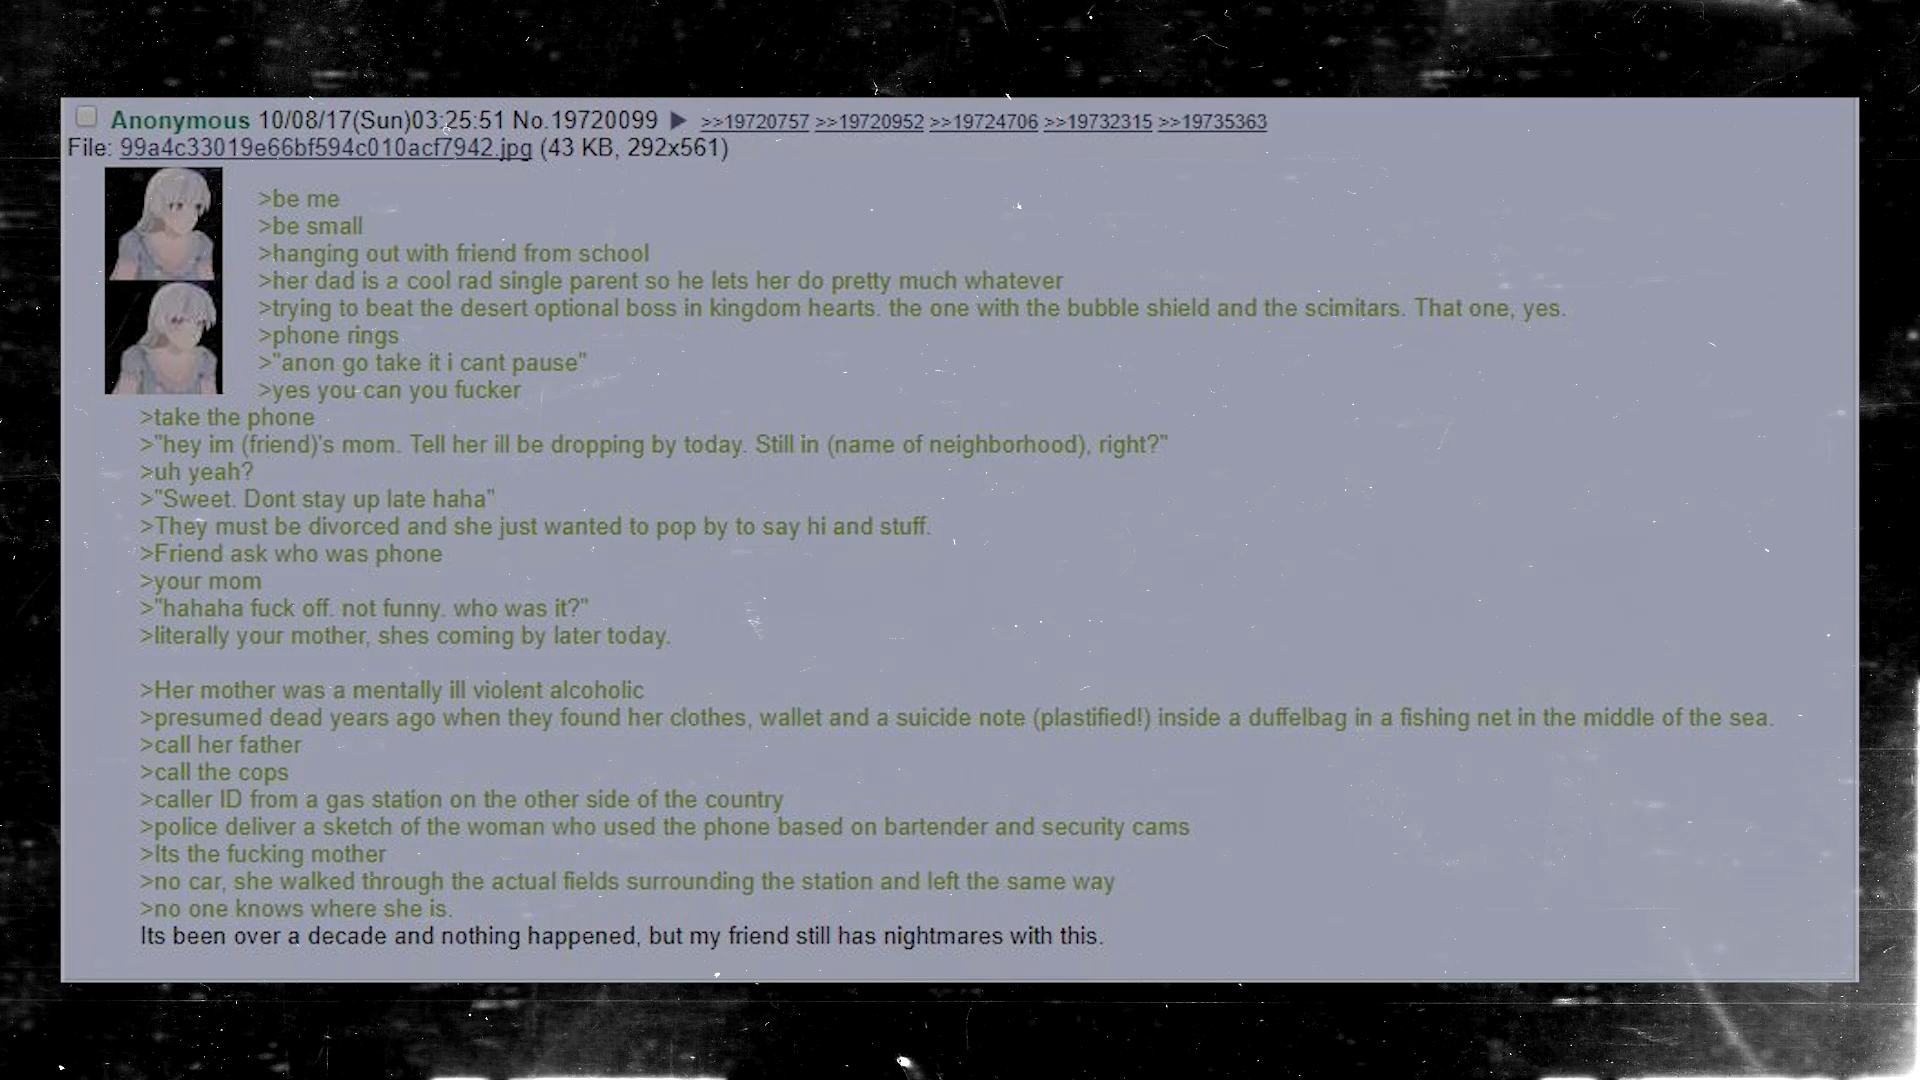 Anonymous 10/08/17(Sun)03:25:51 No.19720099 ▶ >>19720757 >>19720952 >>19724706 >>19732315 >>19735363
File: 99a4c33019e66bf594c010acf7942.jpg (43 KB, 292x561)
>be me
>be small
>hanging out with friend from school
>her dad is a cool rad single parent so he lets her do pretty much whatever
>trying to beat the desert optional boss in kingdom hearts. the one with the bubble shield and the scimitars. That one, yes.
>phone rings
>"anon go take it i cant pause"
>yes you can you fucker
>take the phone
>"hey im (friend)'s mom. Tell her ill be dropping by today. Still in (name of neighborhood), right?"
>uh yeah?
>"Sweet. Dont stay up late haha"
>They must be divorced and she just wanted to pop by to say hi and stuff.
>Friend ask who was phone
>your mom
>"hahaha fuck off. not funny. who was it?"
>literally your mother, shes coming by later today.
>Her mother was a mentally ill violent alcoholic
>presumed dead years ago when they found her clothes, wallet and a suicide note (plastified!) inside a duffelbag in a fishing net in the middle of the sea.
>call her father
>call the cops
>caller ID from a gas station on the other side of the country
>police deliver a sketch of the woman who used the phone based on bartender and security cams
>Its the fucking mother
>no car, she walked through the actual fields surrounding the station and left the same way
>no one knows where she is.
Its been over a decade and nothing happened, but my friend still has nightmares with this.